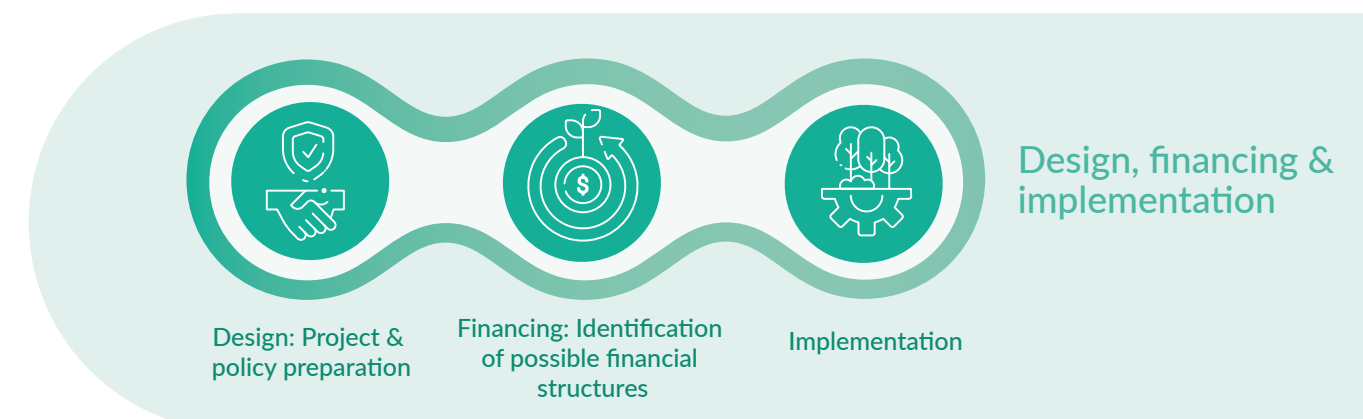 Design, financing &
implementation
Design: Project &
policy preparation
Financing: Identification
of possible financial
structures
Implementation
$